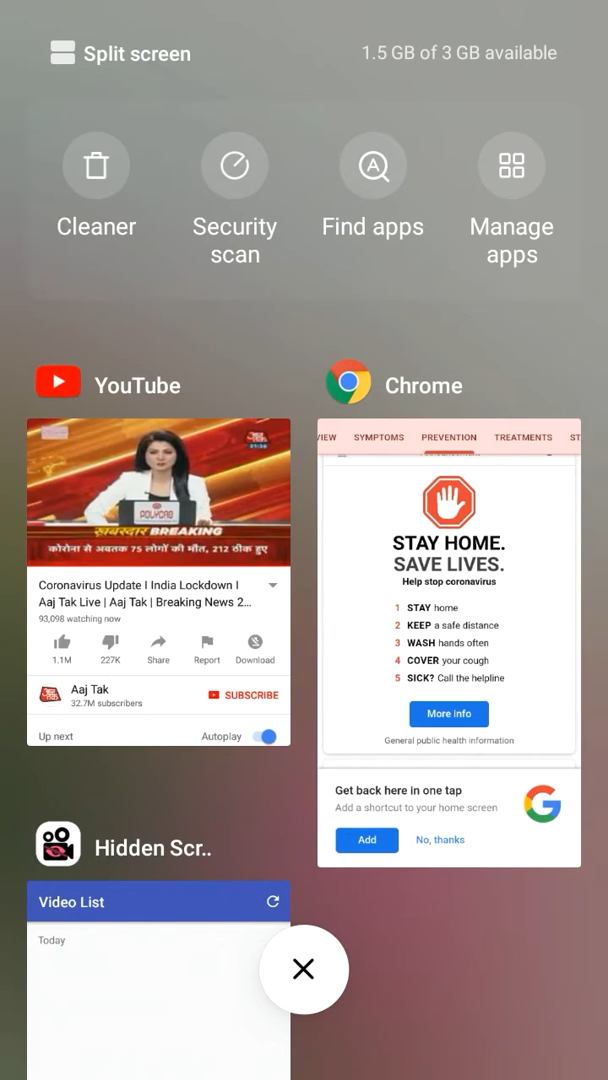 Split screen
1.5 GB of 3 GB available
Cleaner
Security scan
Find apps
Manage apps
YouTube
POLYCAB
ख़बरदार BREAKING
कोरोना से अबतक 75 लोगों की मौत, 212 ठीक हुए
Coronavirus Update I India Lockdown I
Aaj Tak Live | Aaj Tak | Breaking News 2...
93,098 watching now
1.1M
227K
Share
Report
Download
Aaj Tak
32.7M subscribers
SUBSCRIBE
Up next
Autoplay
Chrome
/IEW
SYMPTOMS
PREVENTION
TREATMENTS
ST
STAY HOME.
SAVE LIVES.
Help stop coronavirus
1 STAY home
2 KEEP a safe distance
3 WASH hands often
4 COVER your cough
5 SICK? Call the helpline
More info
General public health information
Get back here in one tap
Add a shortcut to your home screen
Add
No, thanks
Hidden Scr..
Video List
Today